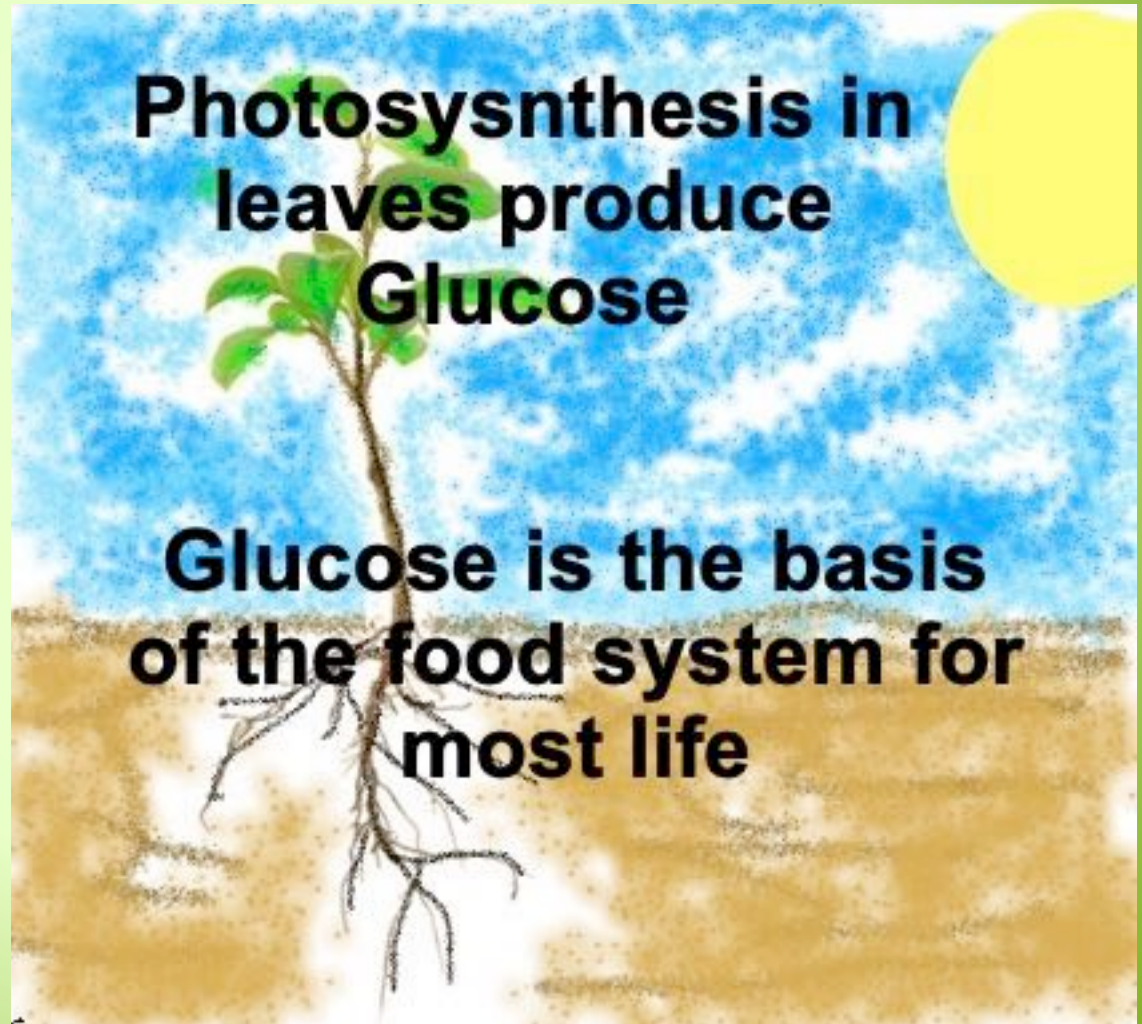 Photosysnthesis in
leaves produce
Glucose
Glucose is the basis
of the food system for
most life